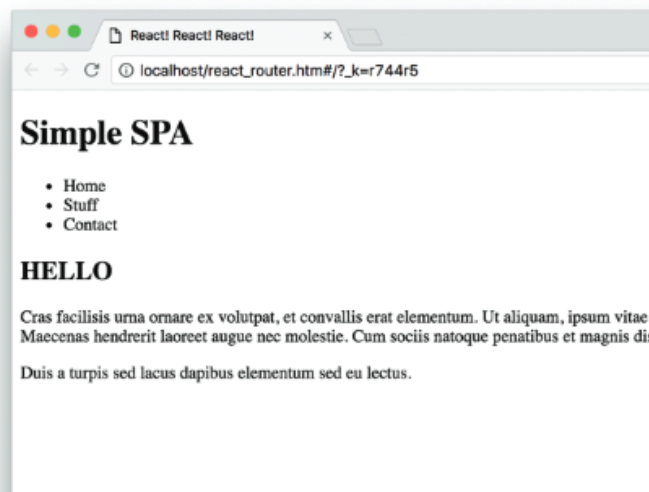 React! React! React!
localhost/react_router.htm#/?_k=r744r5
Simple SPA
Home
Stuff
Contact
HELLO
Cras facilisis urna ornare ex volutpat, et convallis erat elementum. Ut aliquam, ipsum vitae
Maecenas hendrerit laoreet augue nec molestie. Cum sociis natoque penatibus et magnis dis
Duis a turpis sed lacus dapibus elementum sed eu lectus.